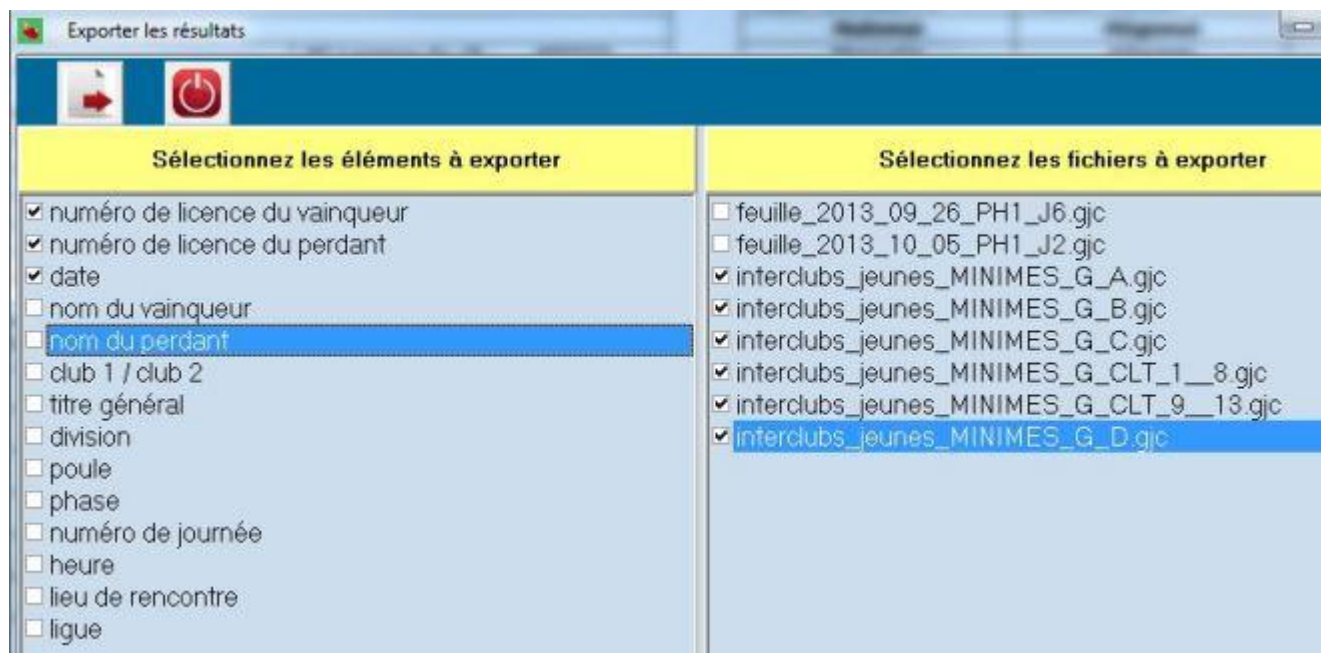 Exporter les résultats
Sélectionnez les éléments à exporter
numéro de licence du vainqueur
numéro de licence du perdant
date
nom du vainqueur
nom du perdant
club 1 / club 2
titre général
division
poule
phase
numéro de journée
heure
lieu de rencontre
ligue
Sélectionnez les fichiers à exporter
feuille_2013_09_26_PH1_J6.gjc
feuille_2013_10_05_PH1_J2.gjc
interclubs_jeunes_MINIMES_G_A.gjc
interclubs_jeunes_MINIMES_G_B.gjc
interclubs_jeunes_MINIMES_G_C.gjc
interclubs_jeunes_MINIMES_G_CLT_1__8.gjc
interclubs_jeunes_MINIMES_G_CLT_9__13.gjc
interclubs_jeunes_MINIMES_G_D.gjc